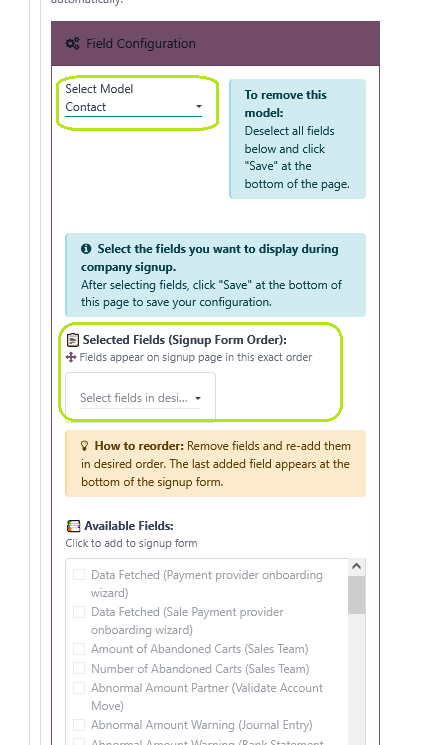 automatically.
Field Configuration
Select Model
Contact
To remove this
model:
Deselect all fields
below and click
"Save" at the
bottom of the page.
Select the fields you want to display during
company signup.
After selecting fields, click "Save" at the bottom of
this page to save your configuration.
Selected Fields (Signup Form Order):
Fields appear on signup page in this exact order
Select fields in desi...
How to reorder: Remove fields and re-add them
in desired order. The last added field appears at the
bottom of the signup form.
Available Fields:
Click to add to signup form
Data Fetched (Payment provider onboarding
wizard)
Data Fetched (Sale Payment provider
onboarding wizard)
Amount of Abandoned Carts (Sales Team)
Number of Abandoned Carts (Sales Team)
Abnormal Amount Partner (Validate Account
Move)
Abnormal Amount Warning (Journal Entry)
Abnormal Amount Warning (Bank Statement